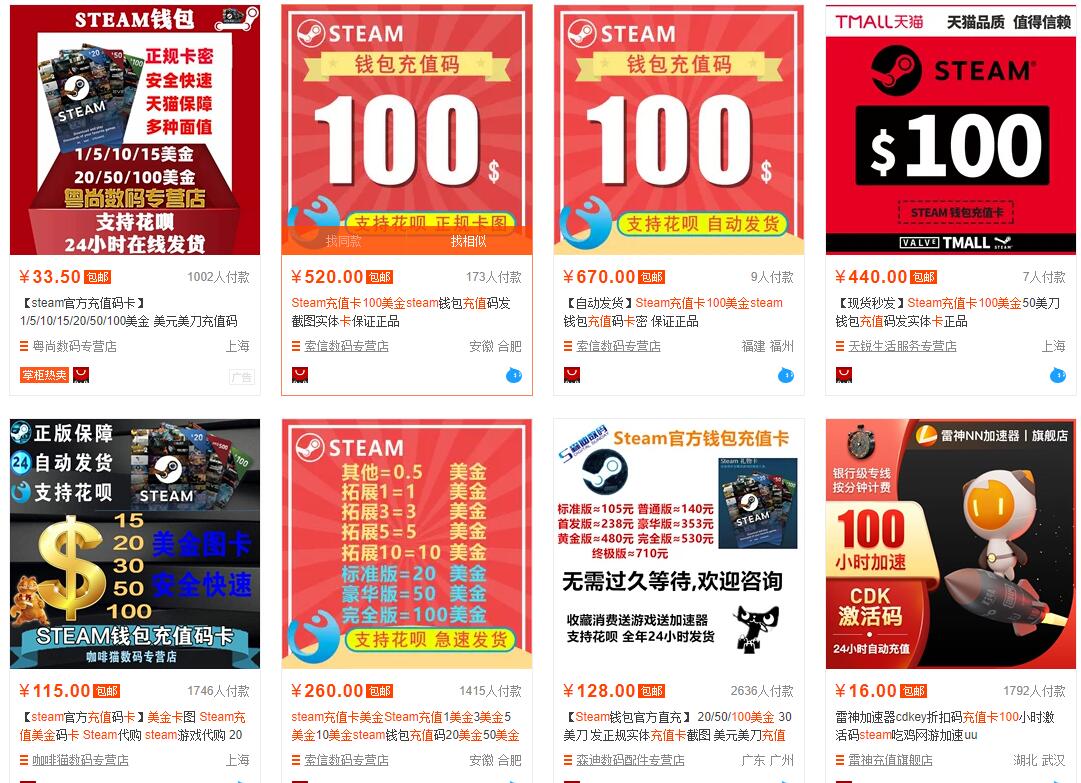 STEAM钱包
正规卡密
安全快速
天猫保障
多种面值
STEAM
1/5/10/15美金
20/50/100美金
粤尚数码专营店
支持花呗
24小时在线发货
¥33.50 包邮
1002人付款
【steam官方充值码卡】
1/5/10/15/20/50/100美金 美元美刀充值码
粤尚数码专营店
上海
掌柜热卖
广告
STEAM
钱包充值码
100$
支持花呗 正规卡图
找同款
找相似
¥520.00 包邮
173人付款
Steam充值卡100美金steam钱包充值码发
截图实体卡保证正品
索信数码专营店
安徽 合肥
STEAM
钱包充值码
100$
支持花呗 自动发货
¥670.00 包邮
9人付款
【自动发货】Steam充值卡100美金steam
钱包充值码卡密 保证正品
索信数码专营店
福建 福州
TMALL天猫 天猫品质 值得信赖
STEAM®
$100
STEAM 钱包充值卡
VALVE TMALL STEAM
¥440.00 包邮
7人付款
【现货秒发】Steam充值卡100美金50美刀
钱包充值码发实体卡正品
天锐生活服务专营店
上海
正版保障
24 自动发货
支持花呗
STEAM
$
15
20
30
50
100
美金图卡
安全快速
STEAM钱包充值码卡
咖啡猫数码专营店
¥115.00 包邮
1746人付款
【steam官方充值码卡】美金卡图 Steam充
值美金码卡 Steam代购 steam游戏代购 20
咖啡猫数码专营店
上海
STEAM
其他=0.5 美金
拓展1=1 美金
拓展3=3 美金
拓展5=5 美金
拓展10=10 美金
标准版=20 美金
豪华版=50 美金
完全版=100美金
支持花呗 急速发货
¥260.00 包邮
1415人付款
steam充值卡美金Steam充值1美金3美金5
美金10美金steam钱包充值码20美金50美金
索信数码专营店
安徽 合肥
Steam官方钱包充值卡
Steam 礼物卡
STEAM
标准版≈105元 普通版≈140元
首发版≈238元 豪华版≈353元
黄金版≈480元 完全版≈530元
终极版≈710元
无需过久等待,欢迎咨询
收藏消费送游戏送加速器
支持花呗 全年24小时发货
¥128.00 包邮
2636人付款
【Steam钱包官方直充】 20/50/100美金 30
美刀 发正规实体充值卡截图 美元美刀充值
森迪数码配件专营店
广东 广州
雷神NN加速器 | 旗舰店
银行级专线
按分钟计费
100
小时加速
CDK
激活码
24小时自动充值
¥16.00 包邮
1792人付款
雷神加速器cdkey折扣码充值卡100小时激
活码steam吃鸡网游加速uu
雷神充值旗舰店
湖北 武汉